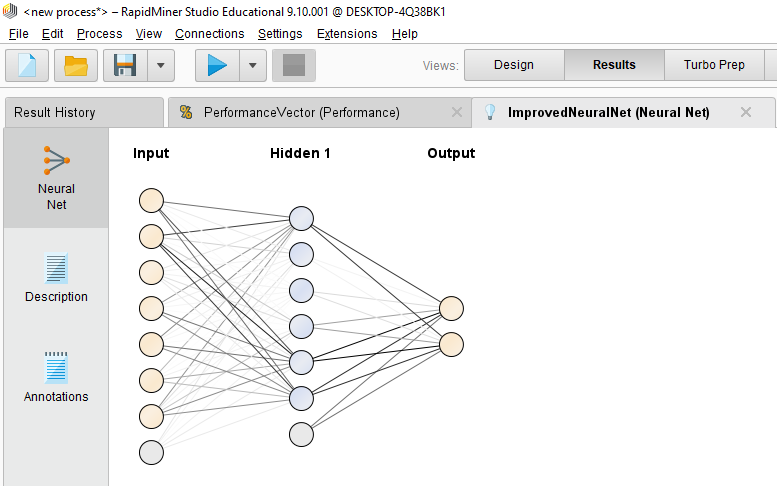 <new process*> – RapidMiner Studio Educational 9.10.001 @ DESKTOP-4Q38BK1
File Edit Process View Connections Settings Extensions Help
Views: Design Results Turbo Prep
Result History PerformanceVector (Performance) ImprovedNeuralNet (Neural Net)
Input Hidden 1 Output
Neural
Net
Description
Annotations